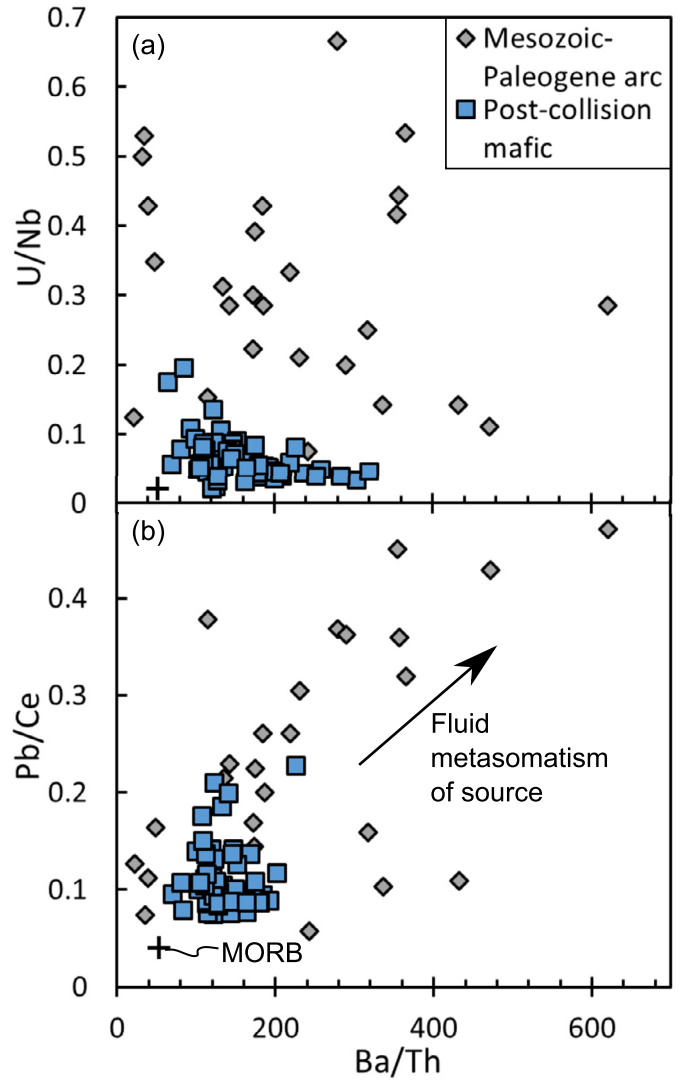 (a)
Mesozoic-
Paleogene arc
Post-collision
mafic
0.7
0.6
0.5
0.4
0.3
0.2
0.1
0
U/Nb
(b)
0.4
0.3
0.2
0.1
0
Pb/Ce
Fluid
metasomatism
of source
MORB
0 200 400 600
Ba/Th